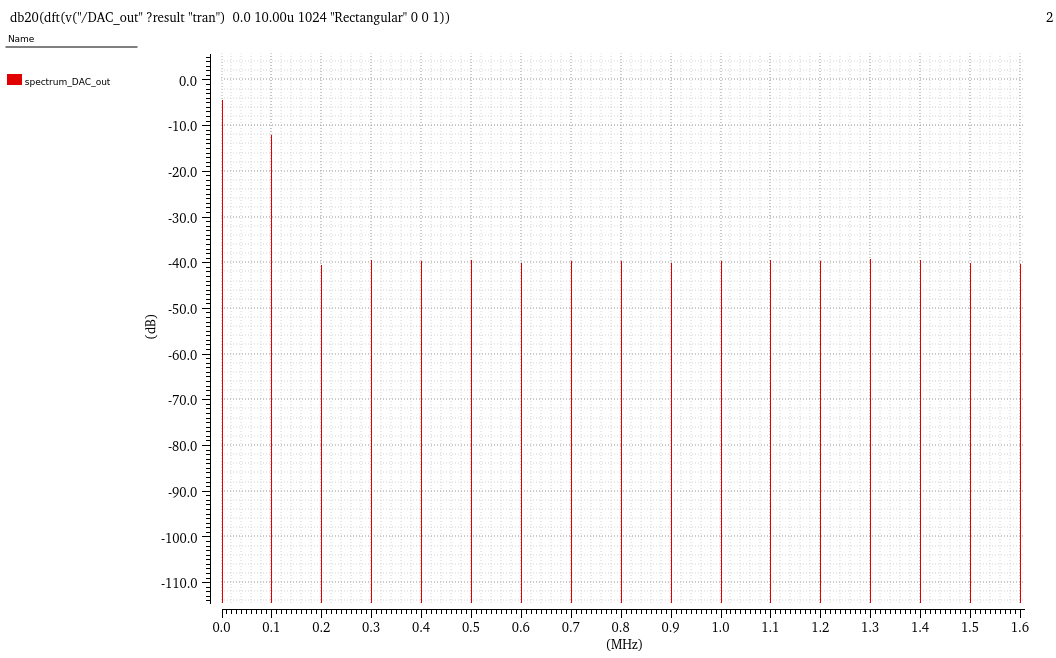 db20(dft(v("/DAC_out" ?result "tran")  0.0 10.00u 1024 "Rectangular" 0 0 1))
2
Name
spectrum_DAC_out
0.0
-10.0
-20.0
-30.0
-40.0
-50.0
-60.0
-70.0
-80.0
-90.0
-100.0
-110.0
(dB)
0.0 0.1 0.2 0.3 0.4 0.5 0.6 0.7 0.8 0.9 1.0 1.1 1.2 1.3 1.4 1.5 1.6
(MHz)